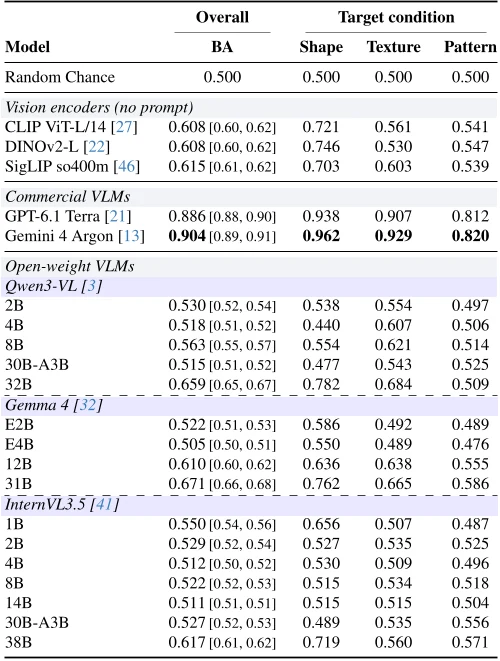 Overall Target condition
Model BA Shape Texture Pattern
Random Chance 0.500 0.500 0.500 0.500
Vision encoders (no prompt)
CLIP ViT-L/14 [27] 0.608 [0.60, 0.62] 0.721 0.561 0.541
DINOv2-L [22] 0.608 [0.60, 0.62] 0.746 0.530 0.547
SigLIP so400m [46] 0.615 [0.61, 0.62] 0.703 0.603 0.539
Commercial VLMs
GPT-6.1 Terra [21] 0.886 [0.88, 0.90] 0.938 0.907 0.812
Gemini 4 Argon [13] 0.904 [0.89, 0.91] 0.962 0.929 0.820
Open-weight VLMs
Qwen3-VL [3]
2B 0.530 [0.52, 0.54] 0.538 0.554 0.497
4B 0.518 [0.51, 0.52] 0.440 0.607 0.506
8B 0.563 [0.55, 0.57] 0.554 0.621 0.514
30B-A3B 0.515 [0.51, 0.52] 0.477 0.543 0.525
32B 0.659 [0.65, 0.67] 0.782 0.684 0.509
Gemma 4 [32]
E2B 0.522 [0.51, 0.53] 0.586 0.492 0.489
E4B 0.505 [0.50, 0.51] 0.550 0.489 0.476
12B 0.610 [0.60, 0.62] 0.636 0.638 0.555
31B 0.671 [0.66, 0.68] 0.762 0.665 0.586
InternVL3.5 [41]
1B 0.550 [0.54, 0.56] 0.656 0.507 0.487
2B 0.529 [0.52, 0.54] 0.527 0.535 0.525
4B 0.512 [0.50, 0.52] 0.530 0.509 0.496
8B 0.522 [0.52, 0.53] 0.515 0.534 0.518
14B 0.511 [0.51, 0.51] 0.515 0.515 0.504
30B-A3B 0.527 [0.52, 0.53] 0.489 0.535 0.556
38B 0.617 [0.61, 0.62] 0.719 0.560 0.571